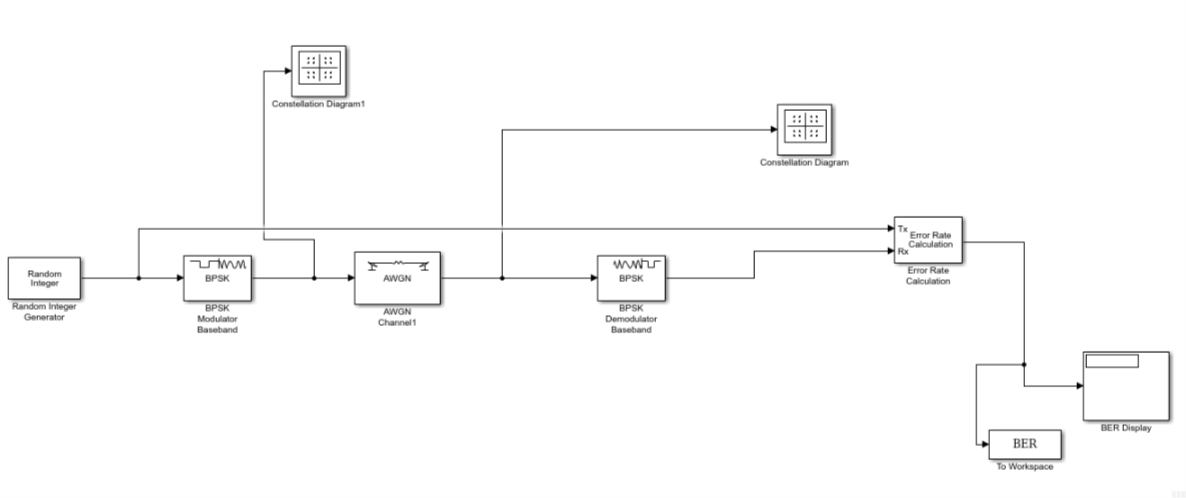 Constellation Diagram1
Constellation Diagram
Tx
Error Rate
Calculation
Rx
Error Rate
Calculation
Random
Integer
Random Integer
Generator
BPSK
BPSK
Modulator
Baseband
AWGN
AWGN
Channel1
BPSK
BPSK
Demodulator
Baseband
BER Display
BER
To Workspace